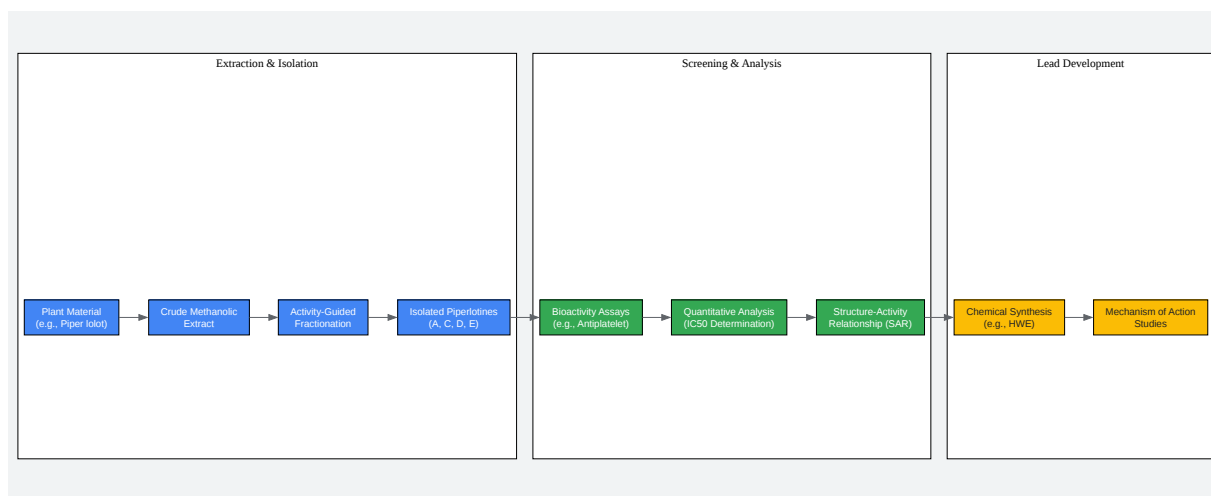 Extraction & Isolation
Plant Material
(e.g., Piper lolot)
Crude Methanolic
Extract
Activity-Guided
Fractionation
Isolated Piperlotines
(A, C, D, E)
Screening & Analysis
Bioactivity Assays
(e.g., Antiplatelet)
Quantitative Analysis
(IC50 Determination)
Structure-Activity
Relationship (SAR)
Lead Development
Chemical Synthesis
(e.g., HWE)
Mechanism of Action
Studies